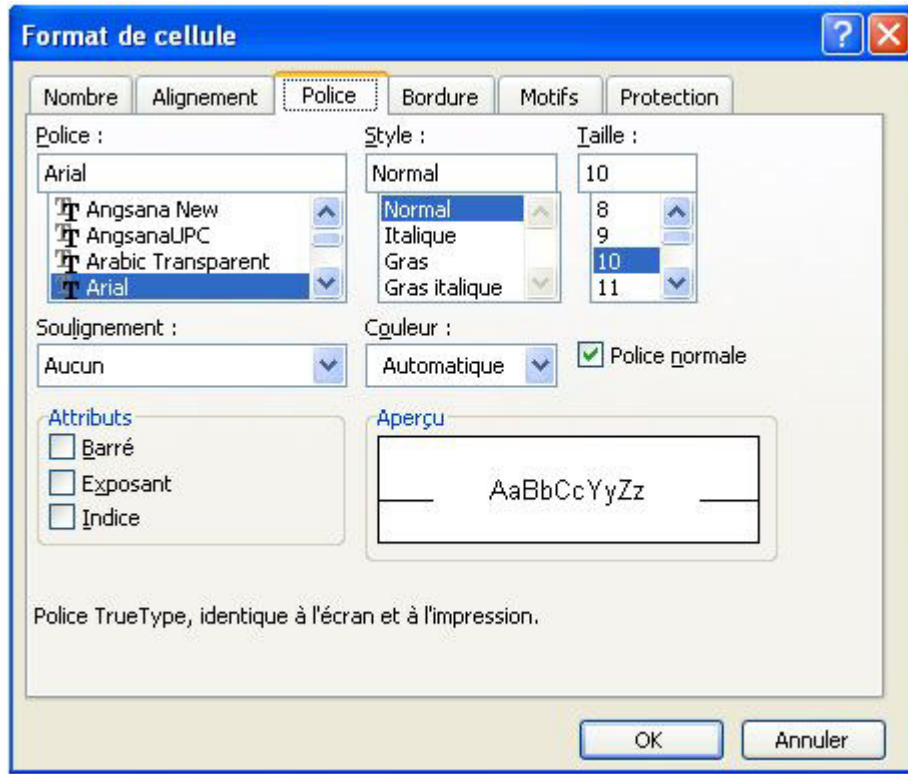 Format de cellule
Nombre Alignement Police Bordure Motifs Protection
Police : Style : Taille :
Arial Normal 10
Angsana New Normal 8
AngsanaUPC Italique 9
Arabic Transparent Gras 10
Arial Gras italique 11
Soulignement : Couleur :
Aucun Automatique Police normale
Attributs Aperçu
Barré
Exposant AaBbCcYyZz
Indice
Police TrueType, identique à l'écran et à l'impression.
OK Annuler